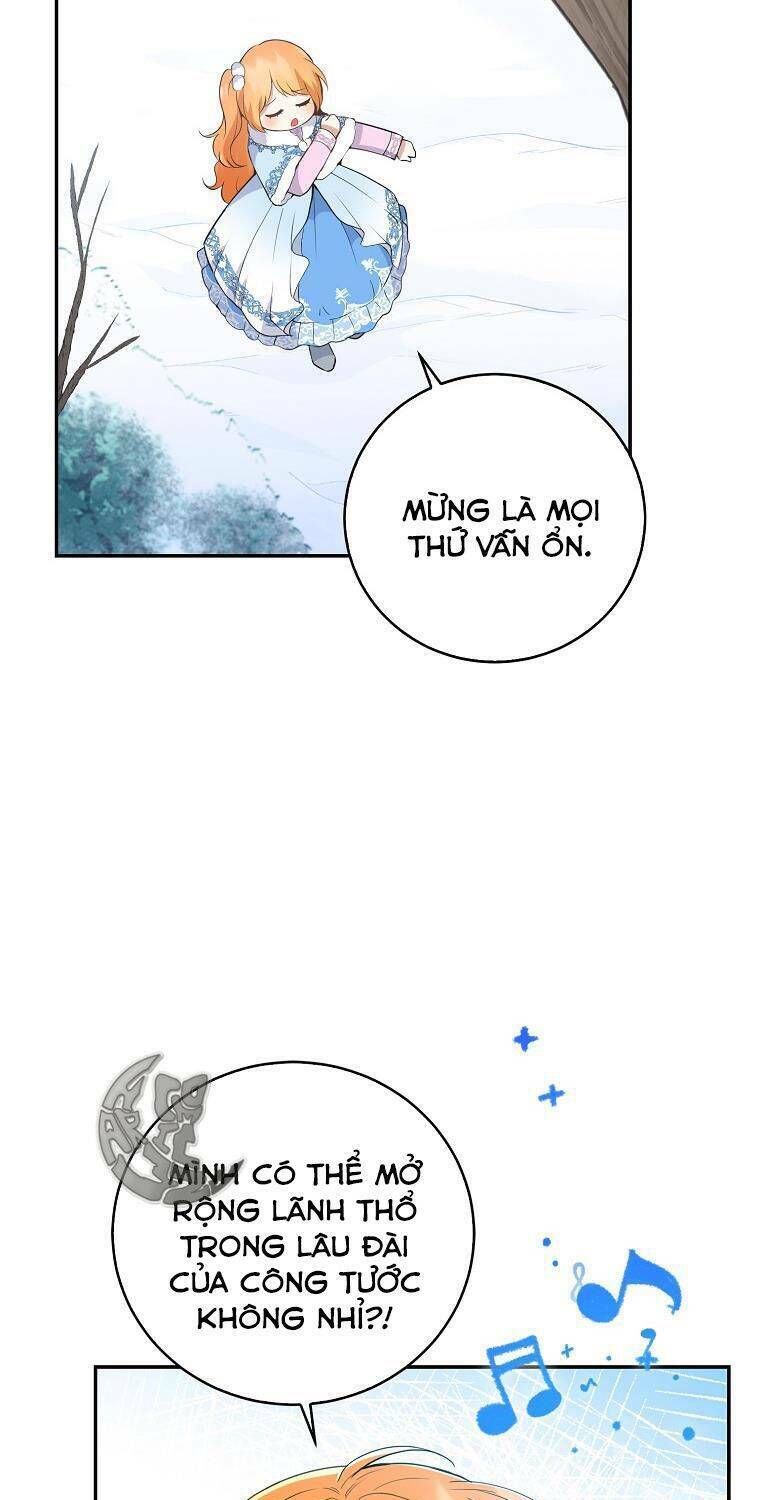 MỪNG LÀ MỌI
THỨ VẪN ỔN.
MÌNH CÓ THỂ MỞ
RỘNG LÃNH THỔ
TRONG LÂU ĐÀI
CỦA CÔNG TƯỚC
KHÔNG NHỈ?!